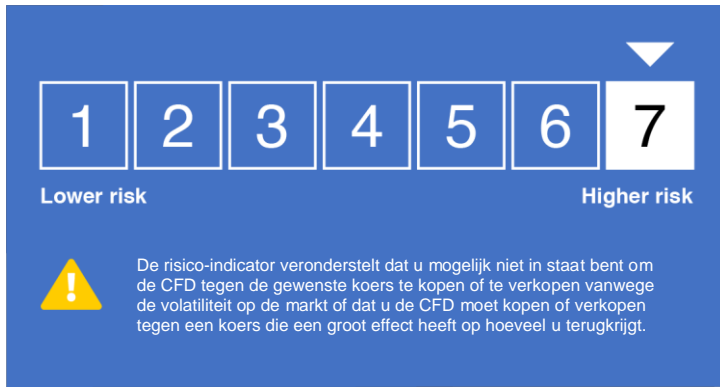 1 2 3 4 5 6 7
Lower risk Higher risk
De risico-indicator veronderstelt dat u mogelijk niet in staat bent om
de CFD tegen de gewenste koers te kopen of te verkopen vanwege
de volatiliteit op de markt of dat u de CFD moet kopen of verkopen
tegen een koers die een groot effect heeft op hoeveel u terugkrijgt.